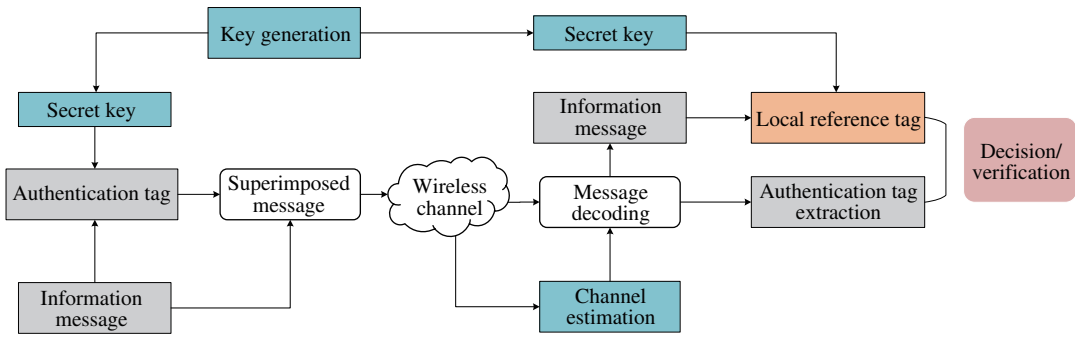 Key generation
Secret key
Secret key
Information
message
Local reference tag
Decision/
verification
Authentication tag
Superimposed
message
Wireless
channel
Message
decoding
Authentication tag
extraction
Information
message
Channel
estimation